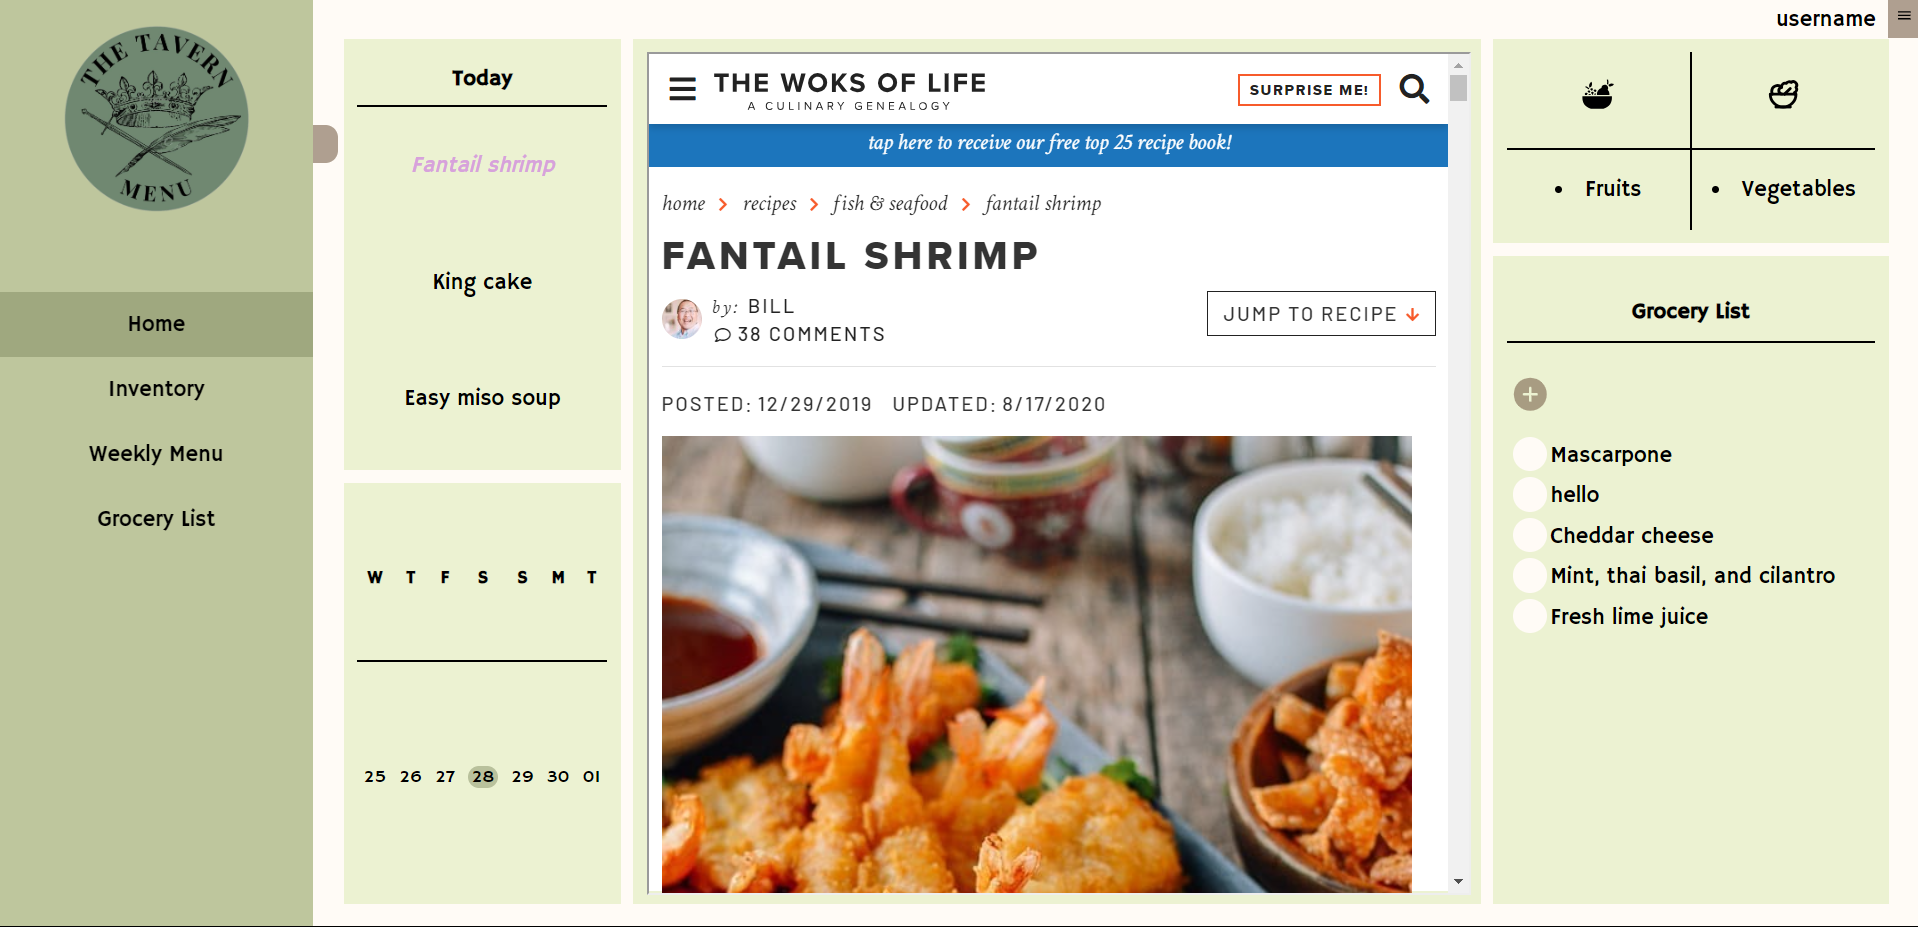 THE TAVERN
MENU
Home
Inventory
Weekly Menu
Grocery List
Today
Fantail shrimp
King cake
Easy miso soup
W T F S S M T
25 26 27 28 29 30 01
THE WOKS OF LIFE
A CULINARY GENEALOGY
SURPRISE ME!
tap here to receive our free top 25 recipe book!
home recipes fish & seafood fantail shrimp
FANTAIL SHRIMP
by: BILL
38 COMMENTS
JUMP TO RECIPE
POSTED: 12/29/2019 UPDATED: 8/17/2020
username
• Fruits
• Vegetables
Grocery List
Mascarpone
hello
Cheddar cheese
Mint, thai basil, and cilantro
Fresh lime juice